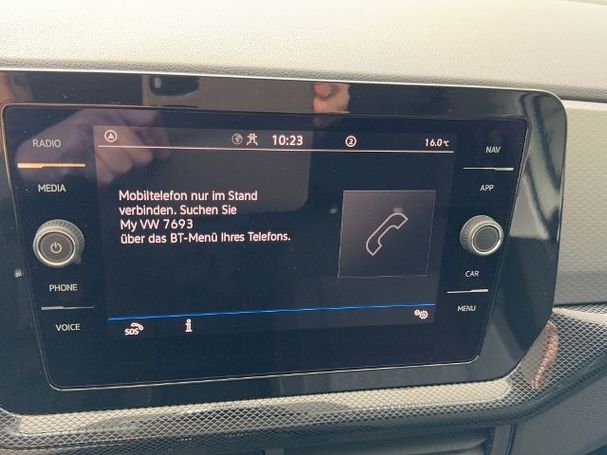 RADIO
MEDIA
PHONE
VOICE
10:23
2
16.0°C
Mobiltelefon nur im Stand
verbinden. Suchen Sie
My VW 7693
über das BT-Menü Ihres Telefons.
SOS
i
NAV
APP
CAR
MENU